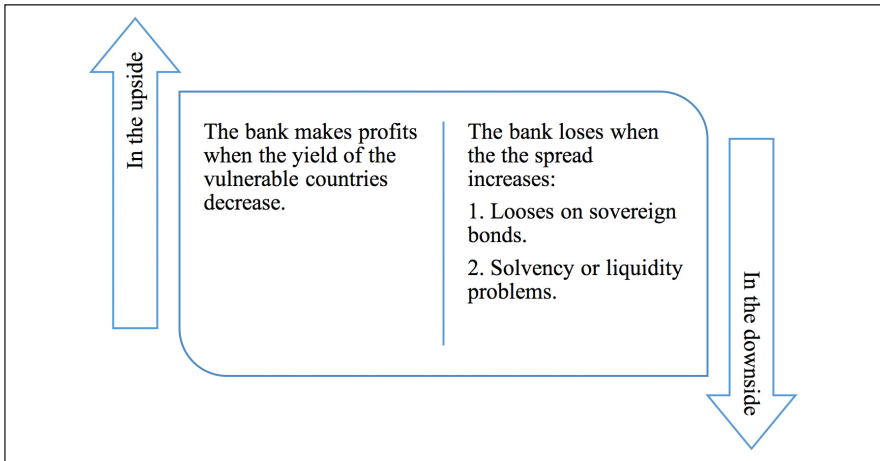 In the upside
The bank makes profits
when the yield of the
vulnerable countries
decrease.
The bank loses when
the the spread
increases:
1. Looses on sovereign
bonds.
2. Solvency or liquidity
problems.
In the downside